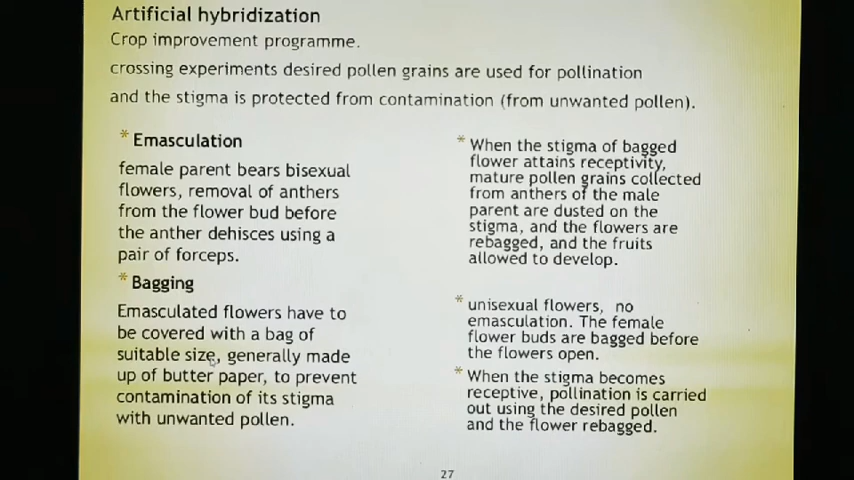 Artificial hybridization
Crop improvement programme.
crossing experiments desired pollen grains are used for pollination
and the stigma is protected from contamination (from unwanted pollen).
* Emasculation
female parent bears bisexual
flowers, removal of anthers
from the flower bud before
the anther dehisces using a
pair of forceps.
* Bagging
Emasculated flowers have to
be covered with a bag of
suitable size, generally made
up of butter paper, to prevent
contamination of its stigma
with unwanted pollen.
* When the stigma of bagged
flower attains receptivity,
mature pollen grains collected
from anthers of the male
parent are dusted on the
stigma, and the flowers are
rebagged, and the fruits
allowed to develop.
* unisexual flowers, no
emasculation. The female
flower buds are bagged before
the flowers open.
* When the stigma becomes
receptive, pollination is carried
out using the desired pollen
and the flower rebagged.
27